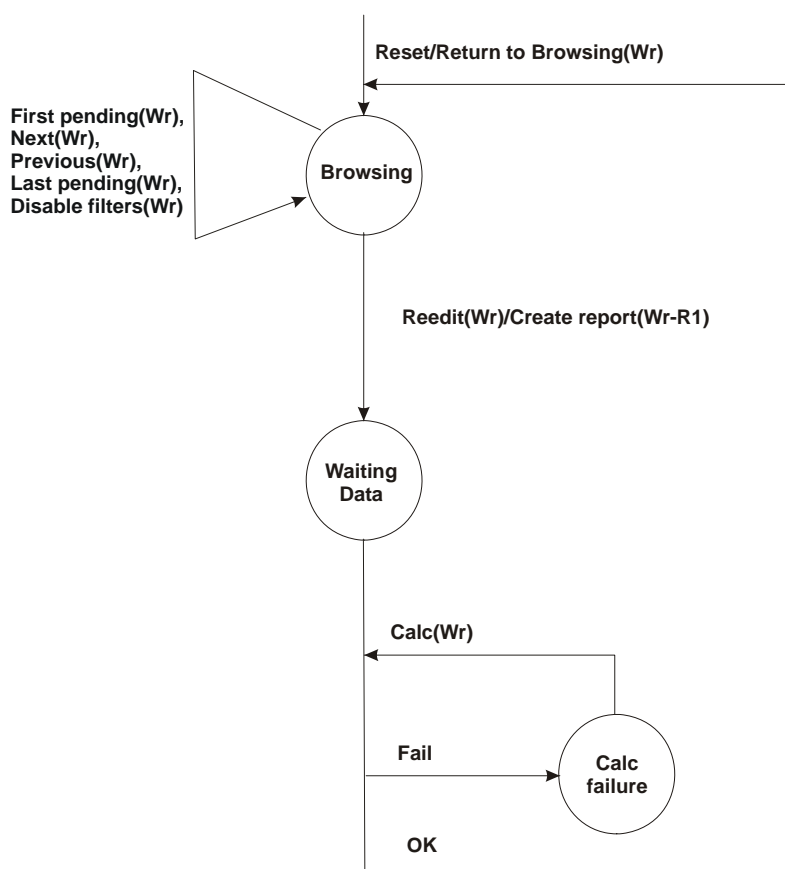 Reset/Return to Browsing(Wr)
First pending(Wr),
Next(Wr),
Previous(Wr),
Last pending(Wr),
Disable filters(Wr)
Browsing
Reedit(Wr)/Create report(Wr-R1)
Waiting
Data
Calc(Wr)
Fail
Calc
failure
OK